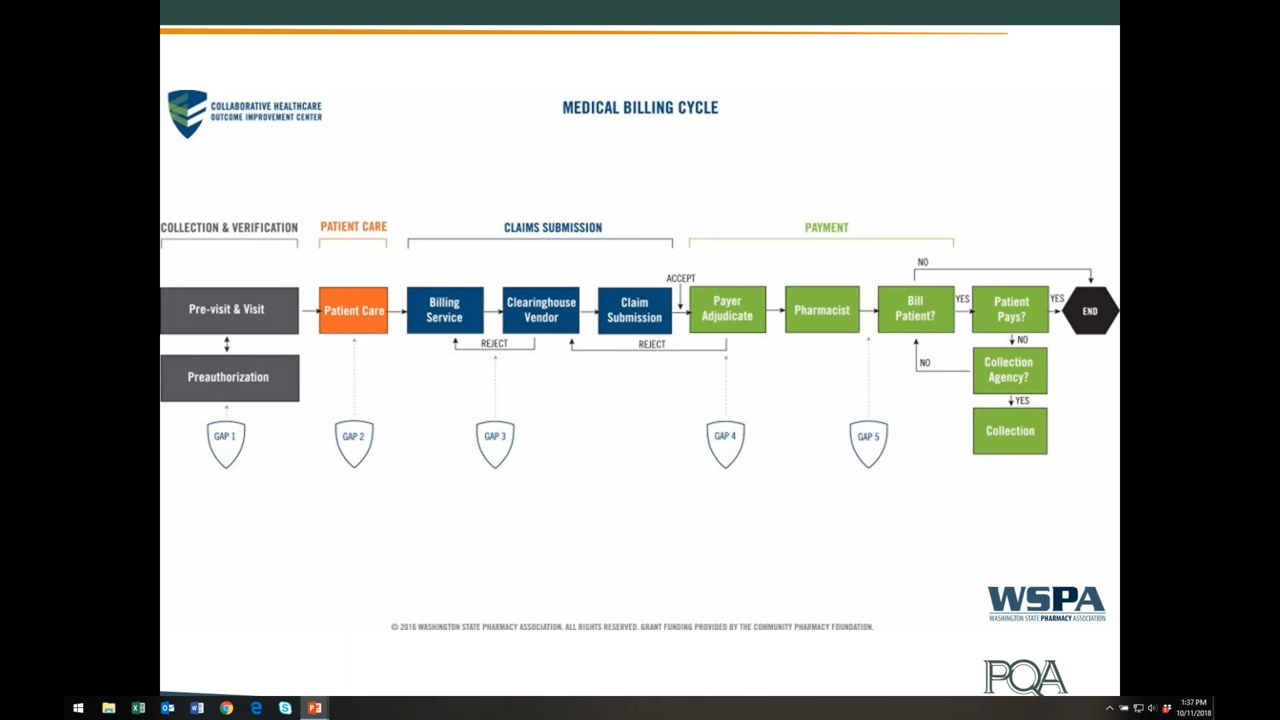 COLLABORATIVE HEALTHCARE
OUTCOME IMPROVEMENT CENTER
MEDICAL BILLING CYCLE
COLLECTION & VERIFICATION
PATIENT CARE
CLAIMS SUBMISSION
PAYMENT
NO
ACCEPT
Pre-visit & Visit
Patient Care
Billing
Service
Clearinghouse
Vendor
Claim
Submission
Payer
Adjudicate
Pharmacist
Bill
Patient?
YES
Patient
Pays?
YES
END
REJECT
REJECT
NO
NO
Preauthorization
Collection
Agency?
YES
Collection
GAP 1
GAP 2
GAP 3
GAP 4
GAP 5
WSPA
WASHINGTON STATE PHARMACY ASSOCIATION
© 2016 WASHINGTON STATE PHARMACY ASSOCIATION. ALL RIGHTS RESERVED. GRANT FUNDING PROVIDED BY THE COMMUNITY PHARMACY FOUNDATION.
PQA
1:37 PM
10/11/2018